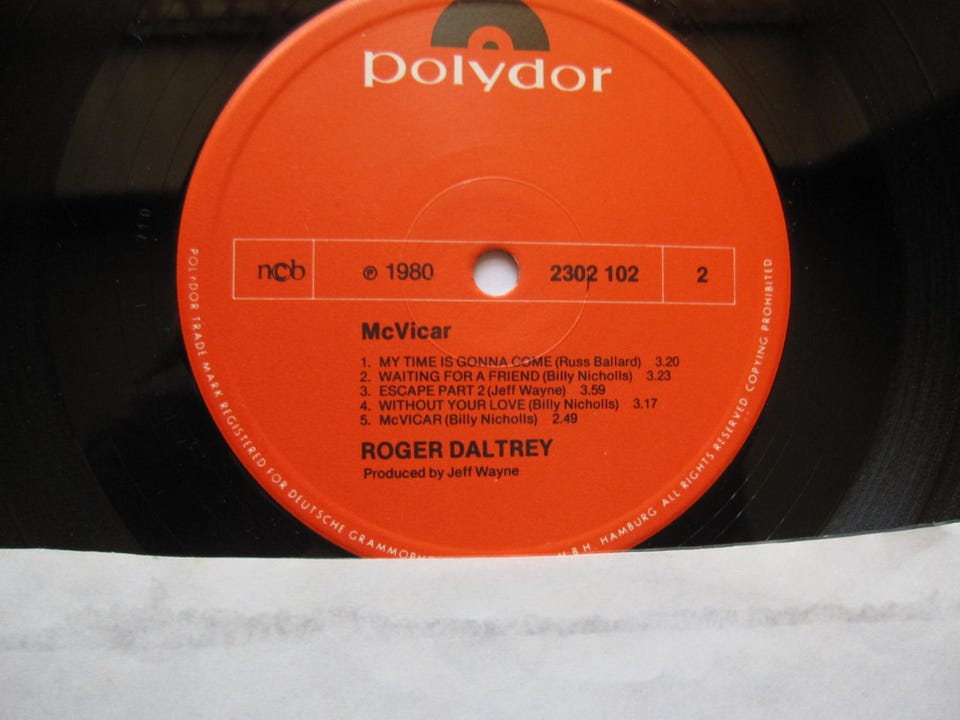 polydor
ncb ℗ 1980 2302 102 2
McVicar
1. MY TIME IS GONNA COME (Russ Ballard) 3.20
2. WAITING FOR A FRIEND (Billy Nicholls) 3.23
3. ESCAPE PART 2 (Jeff Wayne) 3.59
4. WITHOUT YOUR LOVE (Billy Nicholls) 3.17
5. McVICAR (Billy Nicholls) 2.49
ROGER DALTREY
Produced by Jeff Wayne
POLYDOR TRADE MARK REGISTERED FOR DEUTSCHE GRAMMOPH
HAMBURG ALL RIGHTS RESERVED COPYING PROHIBITED
710